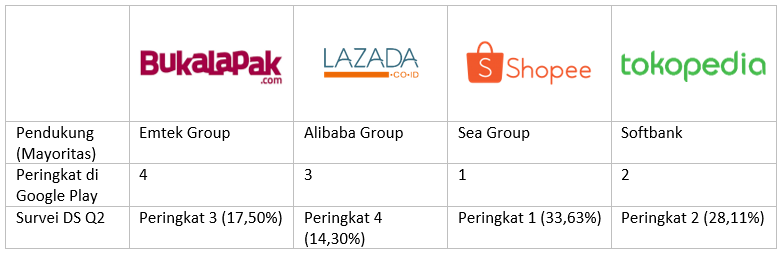 BukaLapak
.com
LAZADA
.CO.ID
S Shopee
tokopedia
Pendukung
(Mayoritas)
Emtek Group
Alibaba Group
Sea Group
Softbank
Peringkat di
Google Play
4
3
1
2
Survei DS Q2
Peringkat 3 (17,50%)
Peringkat 4
(14,30%)
Peringkat 1 (33,63%)
Peringkat 2 (28,11%)